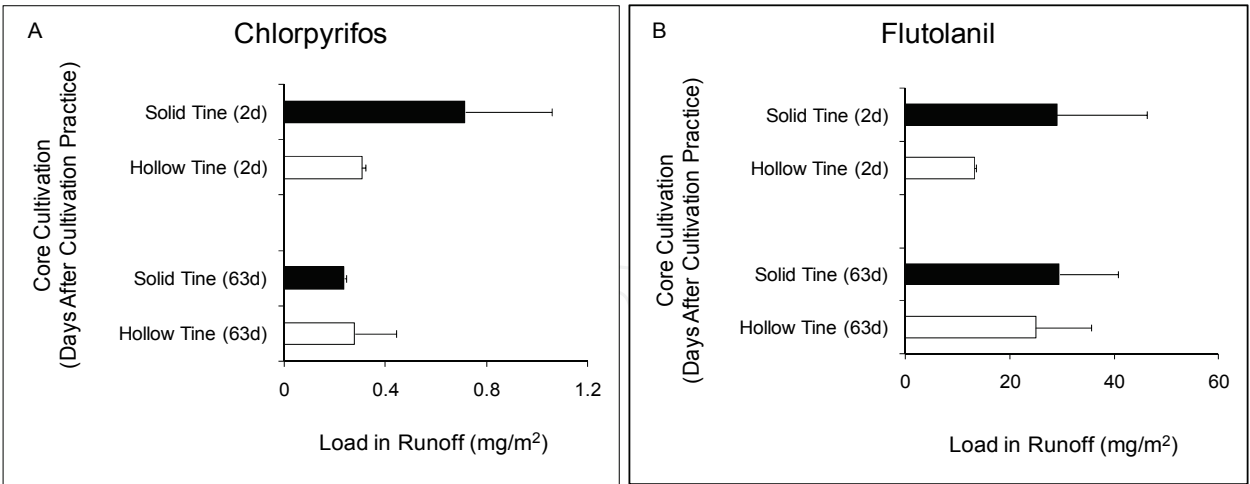 A
Chlorpyrifos
Core Cultivation
(Days After Cultivation Practice)
Solid Tine (2d)
Hollow Tine (2d)
Solid Tine (63d)
Hollow Tine (63d)
0 0.4 0.8 1.2
Load in Runoff (mg/m²)
B
Flutolanil
Core Cultivation
(Days After Cultivation Practice)
Solid Tine (2d)
Hollow Tine (2d)
Solid Tine (63d)
Hollow Tine (63d)
0 20 40 60
Load in Runoff (mg/m²)